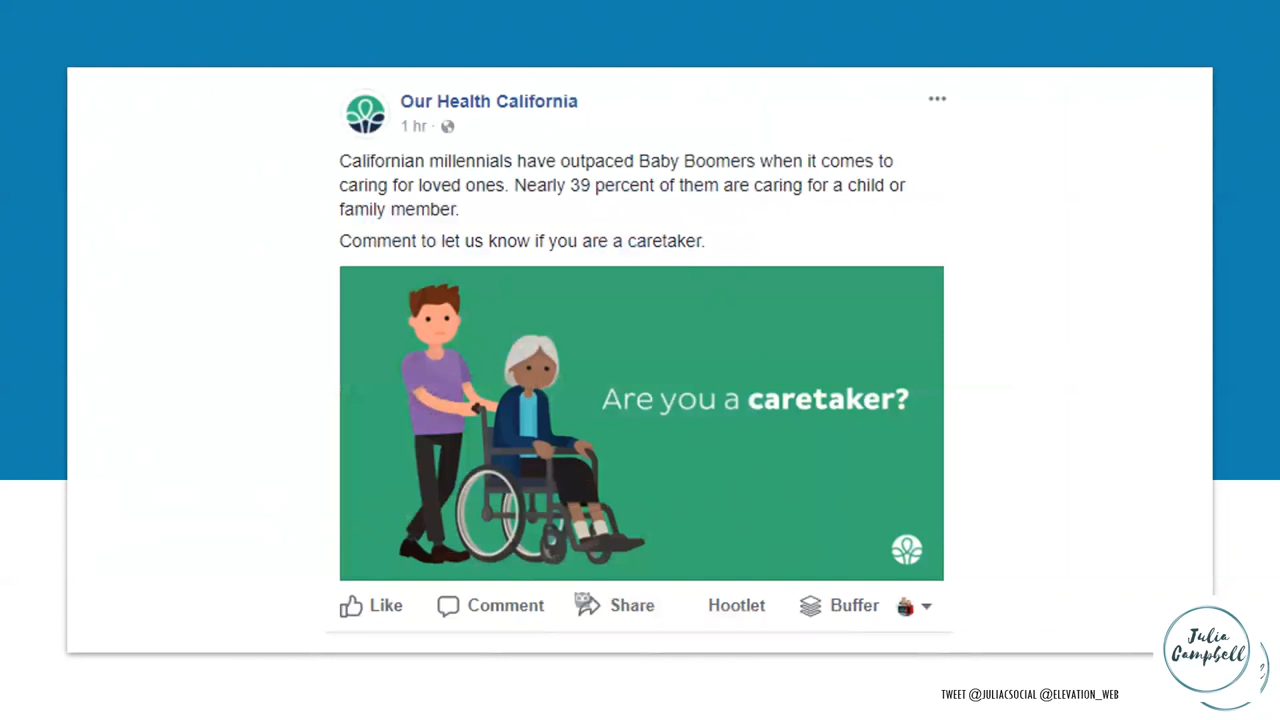 Our Health California
1 hr ·
Californian millennials have outpaced Baby Boomers when it comes to
caring for loved ones. Nearly 39 percent of them are caring for a child or
family member.
Comment to let us know if you are a caretaker.
Are you a caretaker?
Like Comment Share Hootlet Buffer
Julia
Campbell
TWEET @JULIACSOCIAL @ELEVATION_WEB